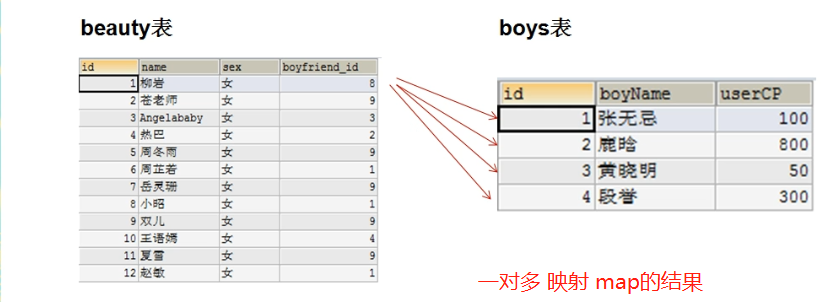 beauty表
boys表
id name sex boyfriend_id
1 柳岩 女 8
2 苍老师 女 9
3 Angelababy 女 3
4 热巴 女 2
5 周冬雨 女 9
6 周芷若 女 1
7 岳灵珊 女 9
8 小昭 女 1
9 双儿 女 9
10 王语嫣 女 4
11 夏雪 女 9
12 赵敏 女 1
id boyName userCP
1 张无忌 100
2 鹿晗 800
3 黄晓明 50
4 段誉 300
一对多 映射 map的结果